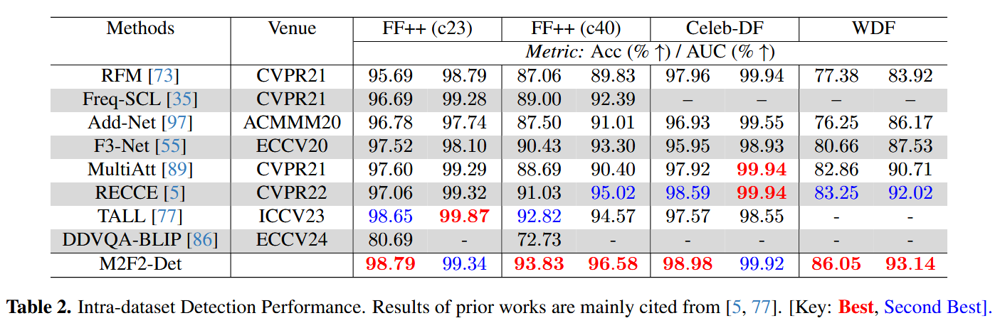 Methods Venue FF++ (c23) FF++ (c40) Celeb-DF WDF
Metric: Acc (% ↑) / AUC (% ↑)
RFM [73] CVPR21 95.69 98.79 87.06 89.83 97.96 99.94 77.38 83.92
Freq-SCL [35] CVPR21 96.69 99.28 89.00 92.39 – – – –
Add-Net [97] ACMMM20 96.78 97.74 87.50 91.01 96.93 99.55 76.25 86.17
F3-Net [55] ECCV20 97.52 98.10 90.43 93.30 95.95 98.93 80.66 87.53
MultiAtt [89] CVPR21 97.60 99.29 88.69 90.40 97.92 99.94 82.86 90.71
RECCE [5] CVPR22 97.06 99.32 91.03 95.02 98.59 99.94 83.25 92.02
TALL [77] ICCV23 98.65 99.87 92.82 94.57 97.57 98.55 - -
DDVQA-BLIP [86] ECCV24 80.69 - 72.73 - - - - -
M2F2-Det 98.79 99.34 93.83 96.58 98.98 99.92 86.05 93.14
Table 2. Intra-dataset Detection Performance. Results of prior works are mainly cited from [5, 77]. [Key: Best, Second Best].